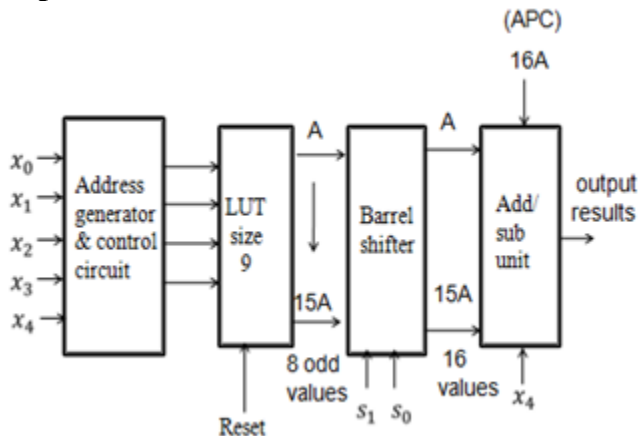 (APC)
16A
x₀
x₁
x₂
x₃
x₄
Address
generator
& control
circuit
LUT
size
9
Reset
A
15A
8 odd
values
Barrel
shifter
s₁ s₀
A
15A
16
values
Add/
sub
unit
x₄
output
results